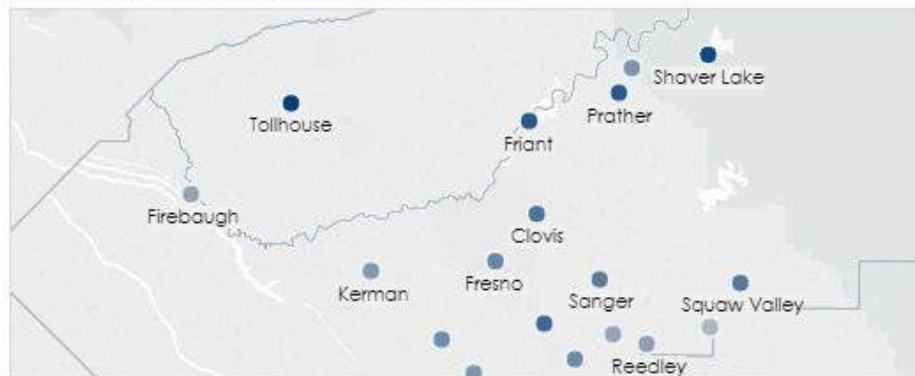 Shaver Lake
Tollhouse
Prather
Friant
Firebaugh
Clovis
Fresno
Kerman
Sanger
Squaw Valley
Reedley